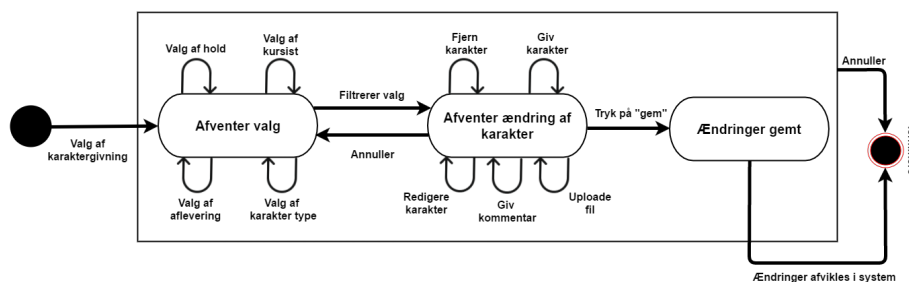 Valg af hold
Valg af
kursist
Fjern
karakter
Giv
karakter
Annuller
Filtrerer valg
Afventer valg
Afventer ændring af
karakter
Tryk på "gem"
Ændringer gemt
Valg af
karaktergivning
Annuller
Valg af
aflevering
Valg af
karakter type
Redigere
karakter
Giv
kommentar
Uploade
fil
Ændringer afvikles i system